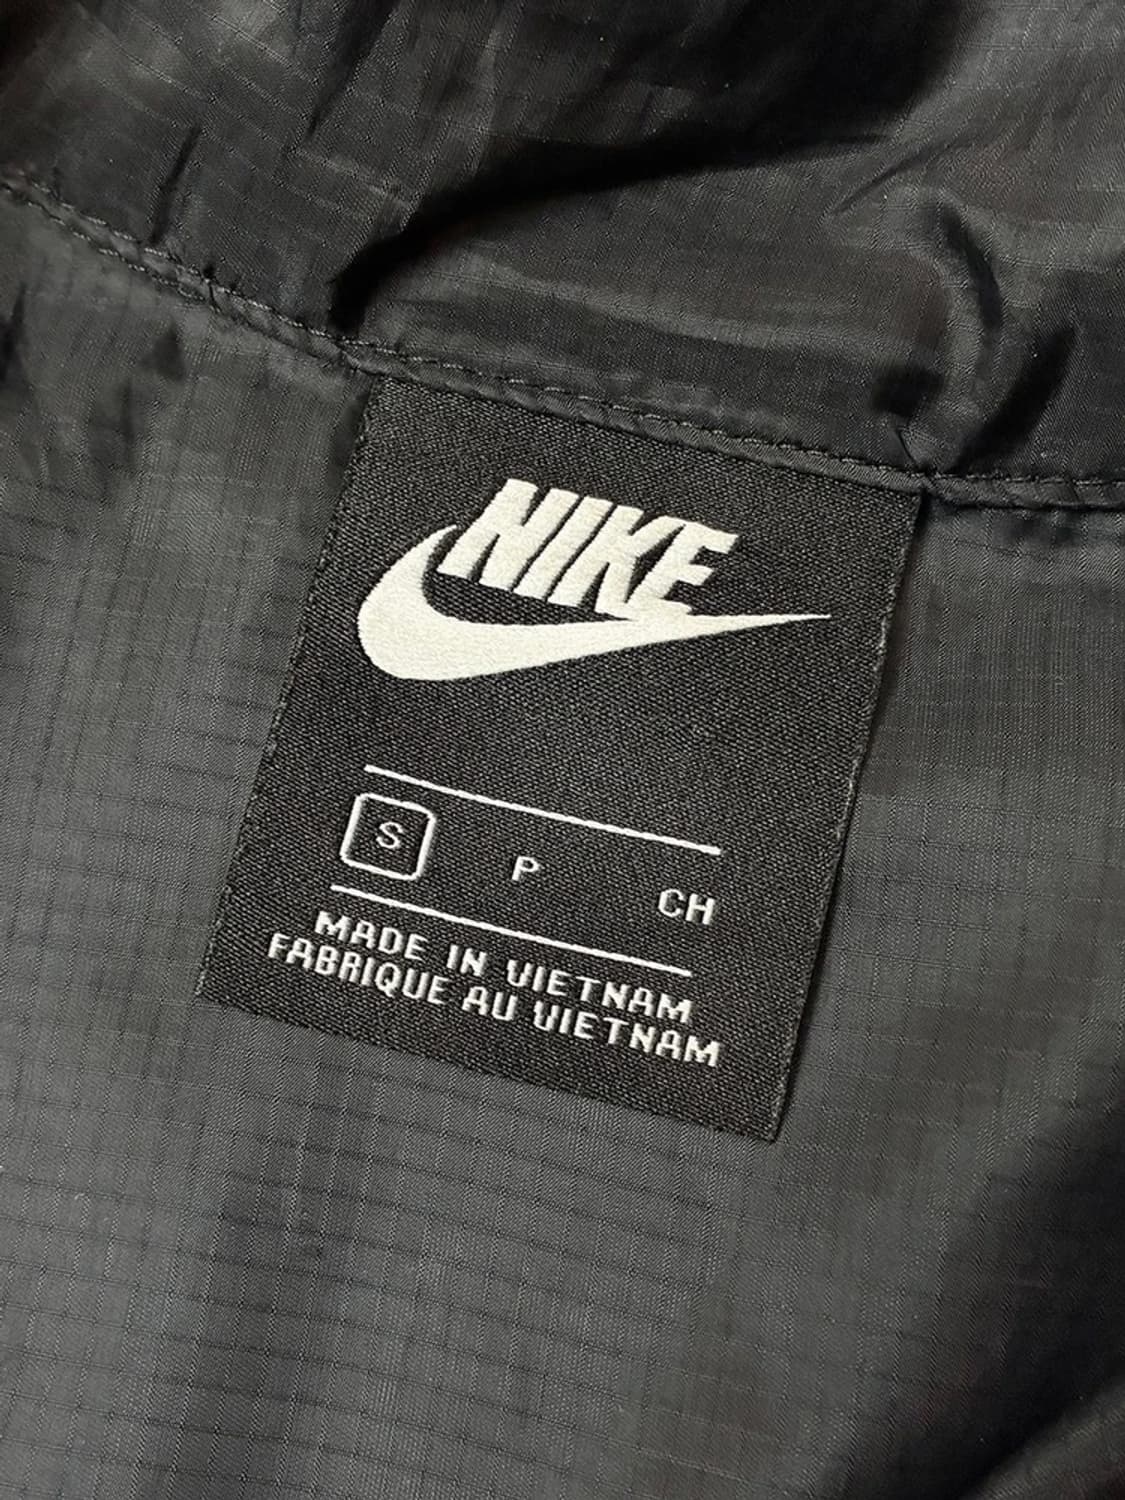 NIKE
S P CH
MADE IN VIETNAM
FABRIQUE AU VIETNAM